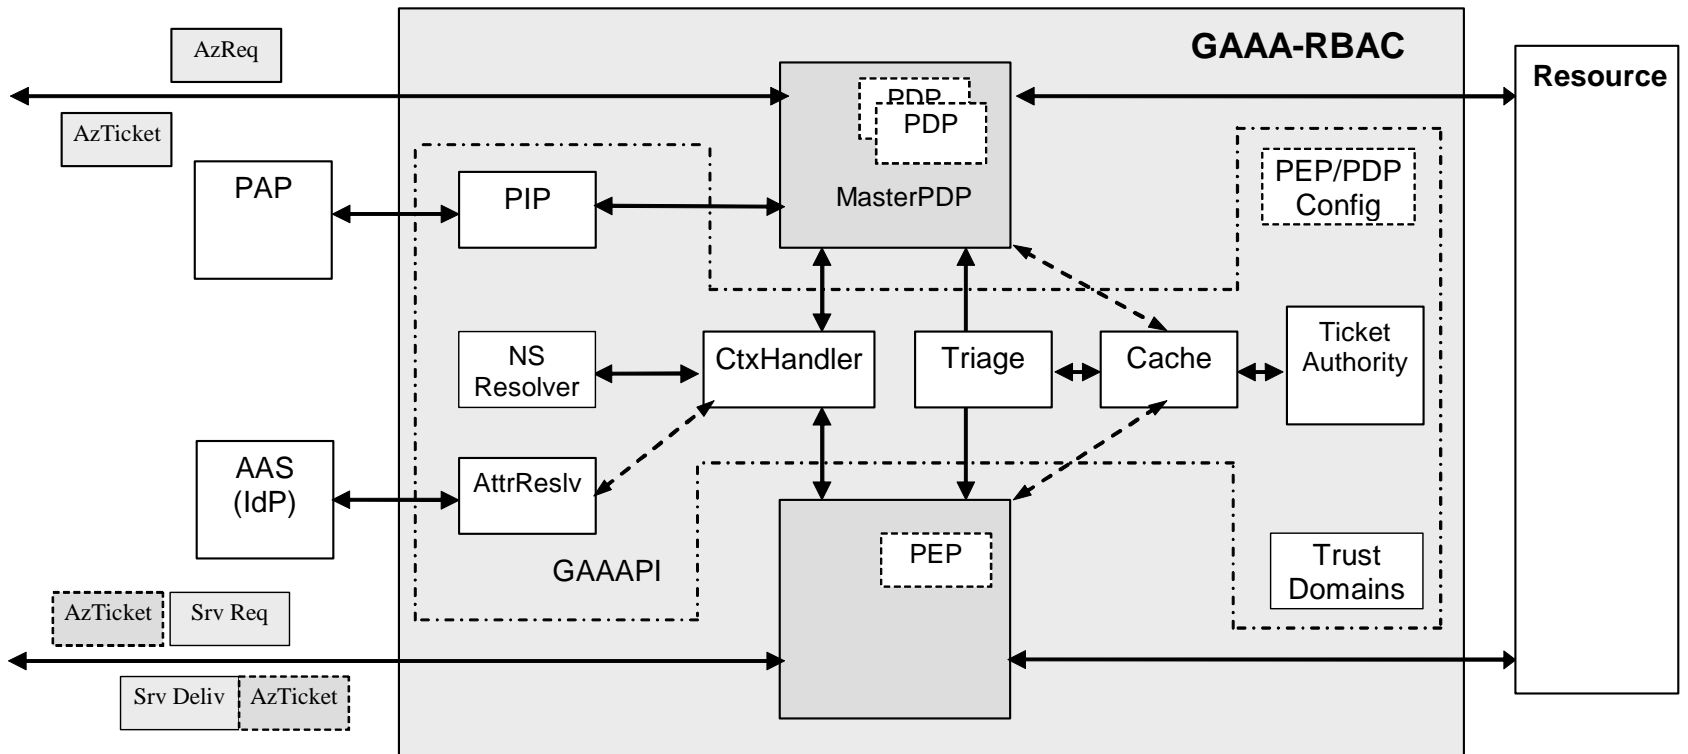 AzReq
GAAA-RBAC
Resource
AzTicket
PDP
PDP
PAP
PIP
MasterPDP
PEP/PDP
Config
NS
Resolver
CtxHandler
Triage
Cache
Ticket
Authority
AAS
(IdP)
AttrReslv
GAAAPI
PEP
Trust
Domains
AzTicket
Srv Req
Srv Deliv
AzTicket